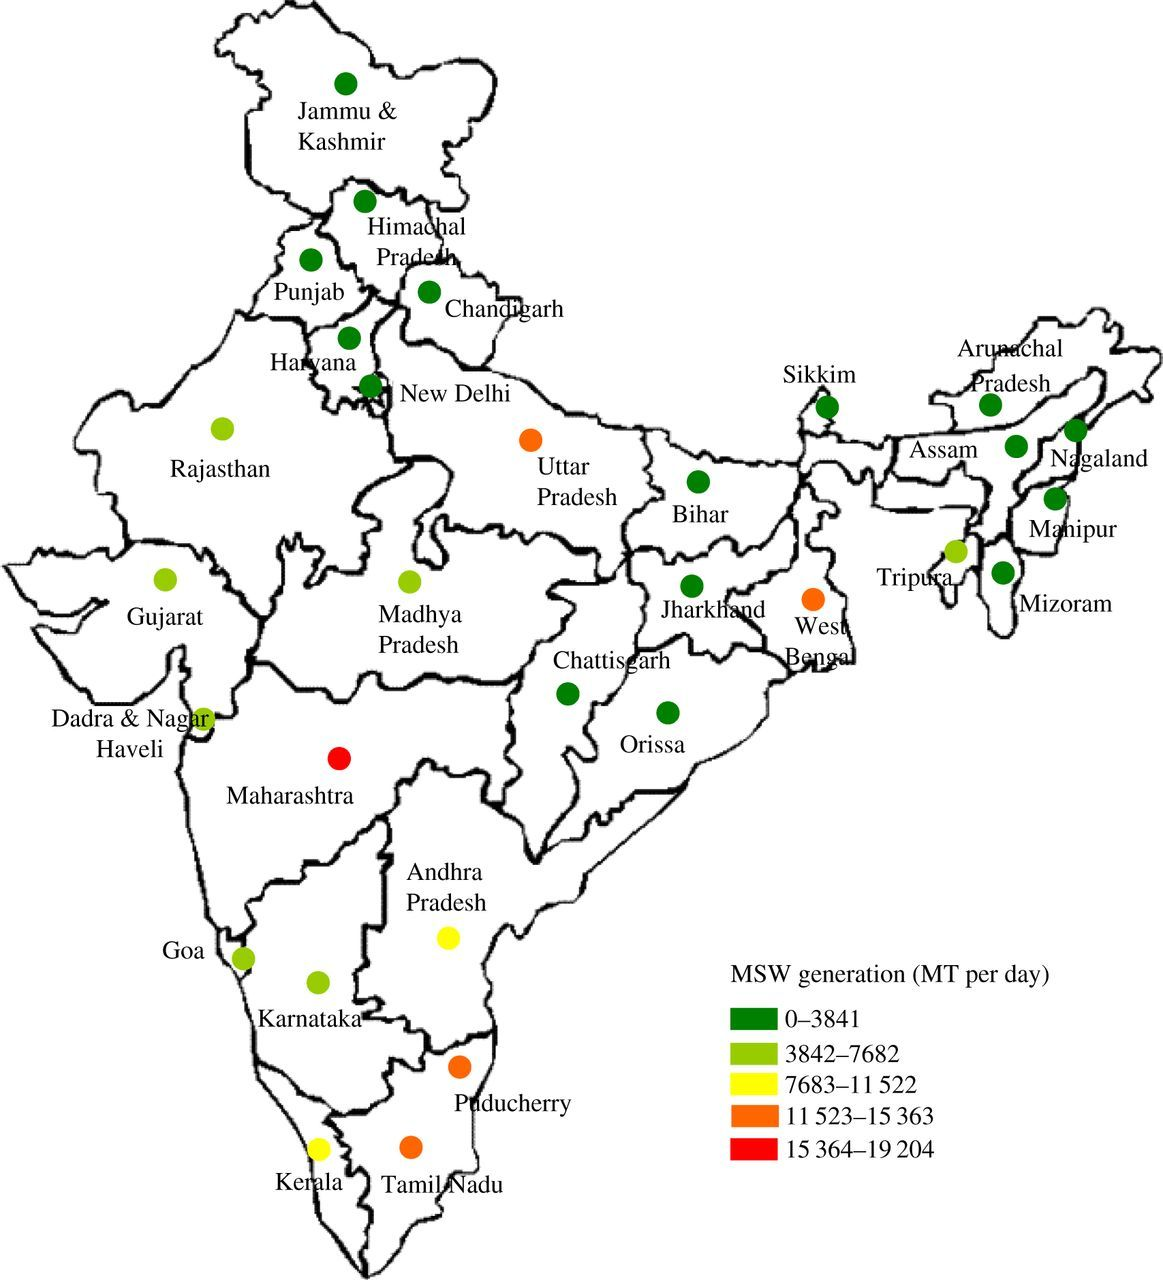 Jammu &
Kashmir
Himachal
Pradesh
Punjab
Chandigarh
Haryana
New Delhi
Sikkim
Arunachal
Pradesh
Assam
Nagaland
Rajasthan
Uttar
Pradesh
Bihar
Manipur
Tripura
Mizoram
Gujarat
Madhya
Pradesh
Jharkhand
West
Bengal
Chattisgarh
Dadra & Nagar
Haveli
Orissa
Maharashtra
Andhra
Pradesh
Goa
Karnataka
MSW generation (MT per day)
0–3841
3842–7682
7683–11 522
11 523–15 363
15 364–19 204
Puducherry
Kerala
Tamil Nadu